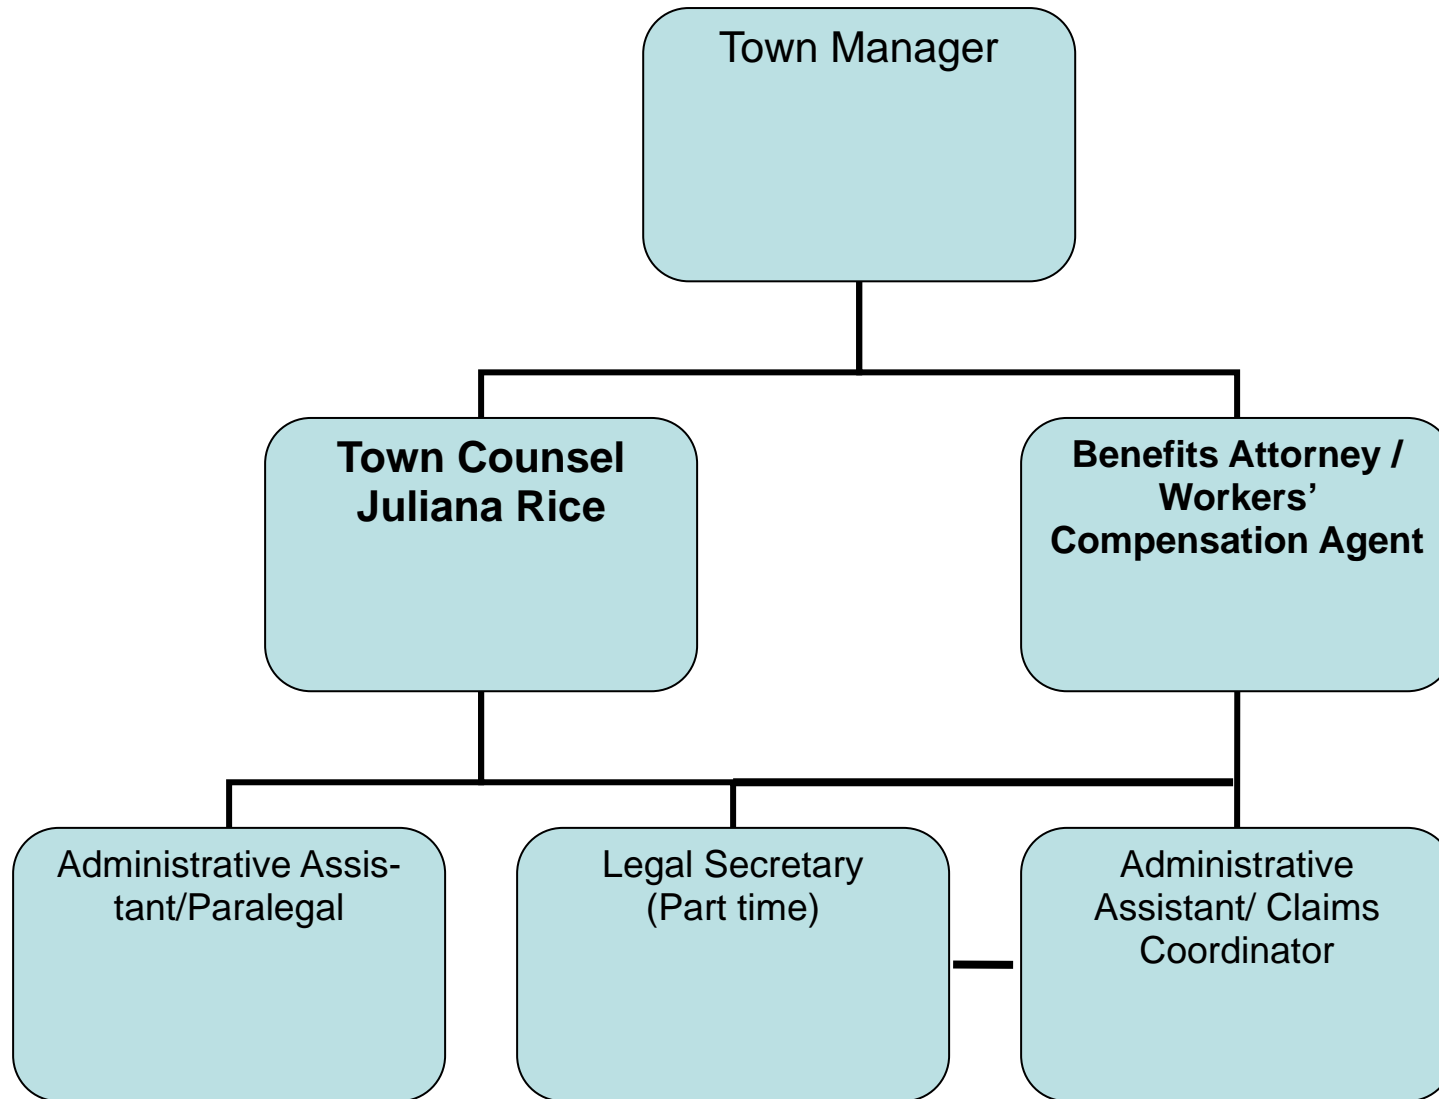 Town Manager
Town Counsel
Juliana Rice
Benefits Attorney /
Workers’
Compensation Agent
Administrative Assis-
tant/Paralegal
Legal Secretary
(Part time)
Administrative
Assistant/ Claims
Coordinator